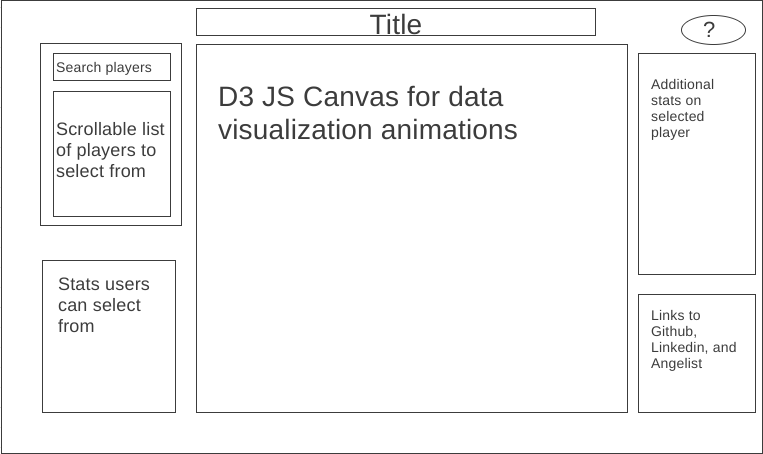 Title
?
Search players
Scrollable list
of players to
select from
Stats users
can select
from
D3 JS Canvas for data
visualization animations
Additional
stats on
selected
player
Links to
Github,
Linkedin, and
Angelist